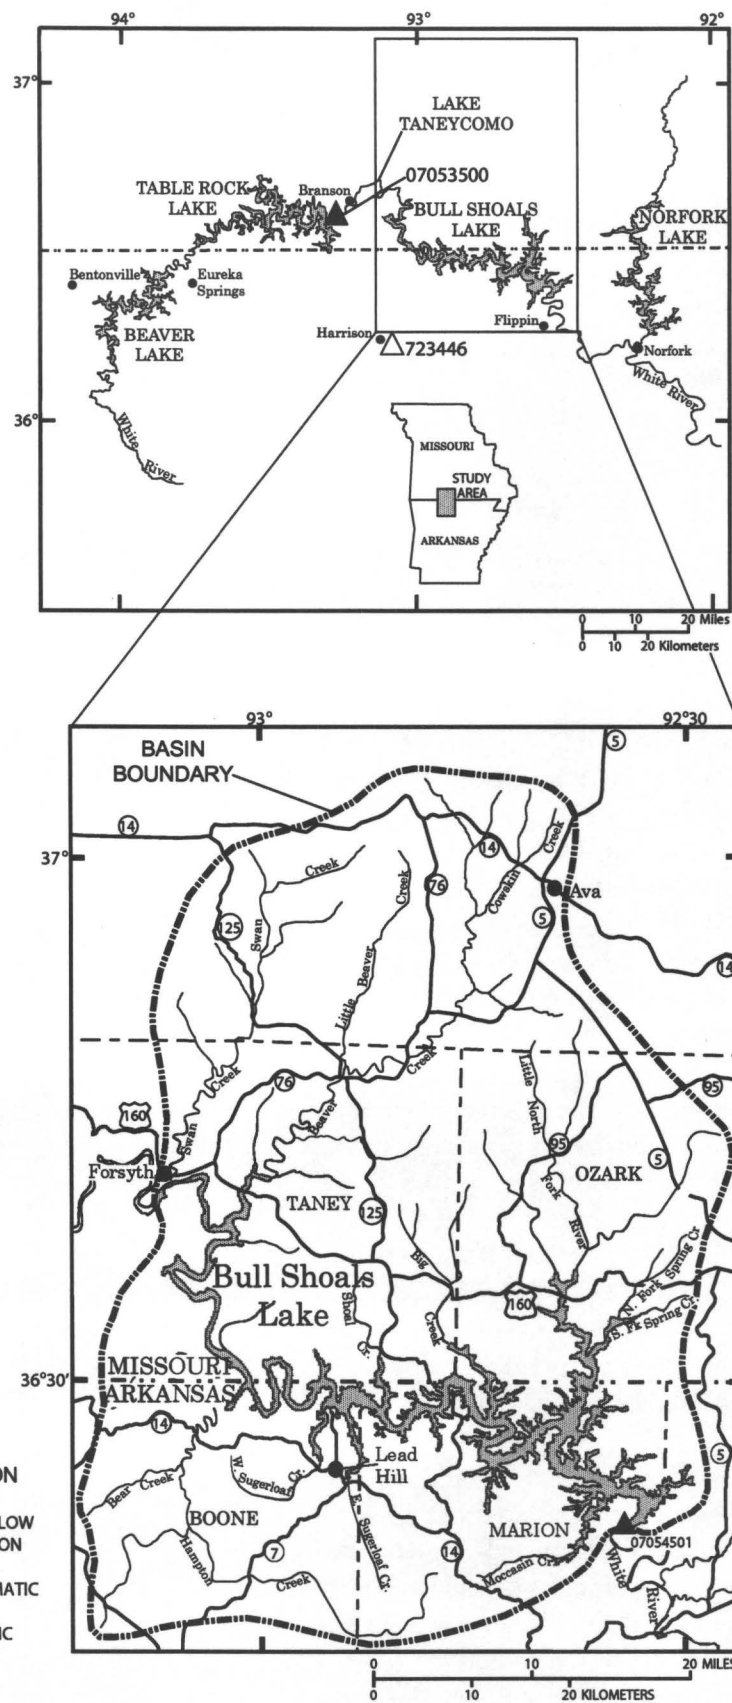 94°
93°
92°
37°
LAKE
TANEYCOMO
07053500
Branson
TABLE ROCK
LAKE
BULL SHOALS
LAKE
NORFORK
LAKE
Bentonville
Eureka
Springs
BEAVER
LAKE
Flippin
Harrison
723446
Norfork
White River
36°
White
River
MISSOURI
STUDY
AREA
ARKANSAS
0 10 20 Miles
0 10 20 Kilometers
93°
92°30
BASIN
BOUNDARY
5
14
37°
14
Creek
Cowskin
Creek
Creek
76
Ava
125
5
Swan
Little Beaver
14
Creek
Little North
Creek
76
95
160
Beaver
Swan
95
Forsyth
Fork
OZARK
5
TANEY
125
River
Big
N. Fork Spring Cr
Bull Shoals
Lake
Shoal
Cr.
160
S. Fk Spring Cr.
Creek
36°30'
MISSOURI
ARKANSAS
14
Lead
Hill
5
W. Sugerloaf Cr.
Bear Creek
BOONE
E. Sugerloaf Cr.
MARION
07054501
7
14
Hampton
Creek
Moccasin Cr.
White
River
ON
LOW
ON
MATIC
IC
0 10 20 MILES
0 10 20 KILOMETERS